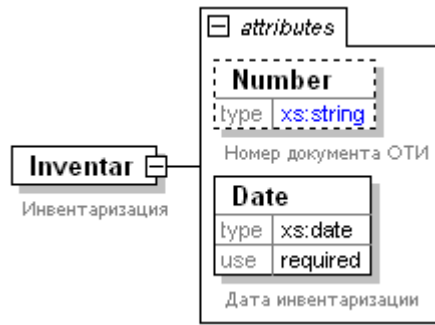 attributes
Number
type xs:string
Номер документа ОТИ
Inventar
Инвентаризация
Date
type xs:date
use required
Дата инвентаризации